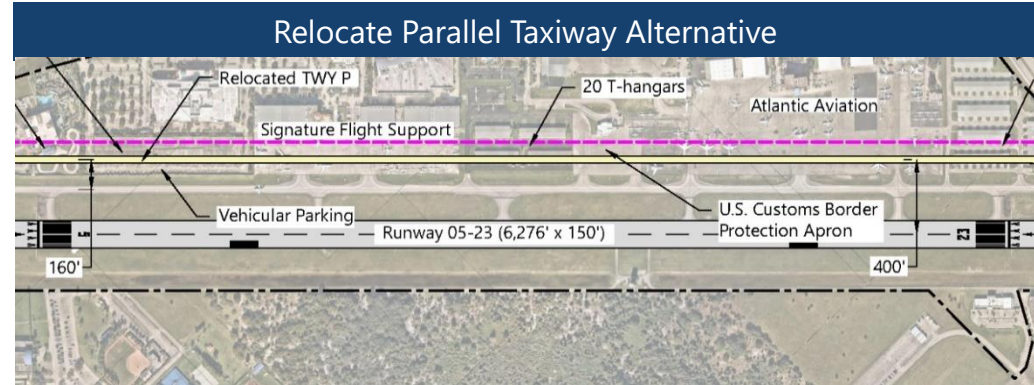 Relocate Parallel Taxiway Alternative
Relocated TWY P
20 T-hangars
Atlantic Aviation
Signature Flight Support
Vehicular Parking
U.S. Customs Border
Protection Apron
Runway 05-23 (6,276' x 150')
23
160'
400'